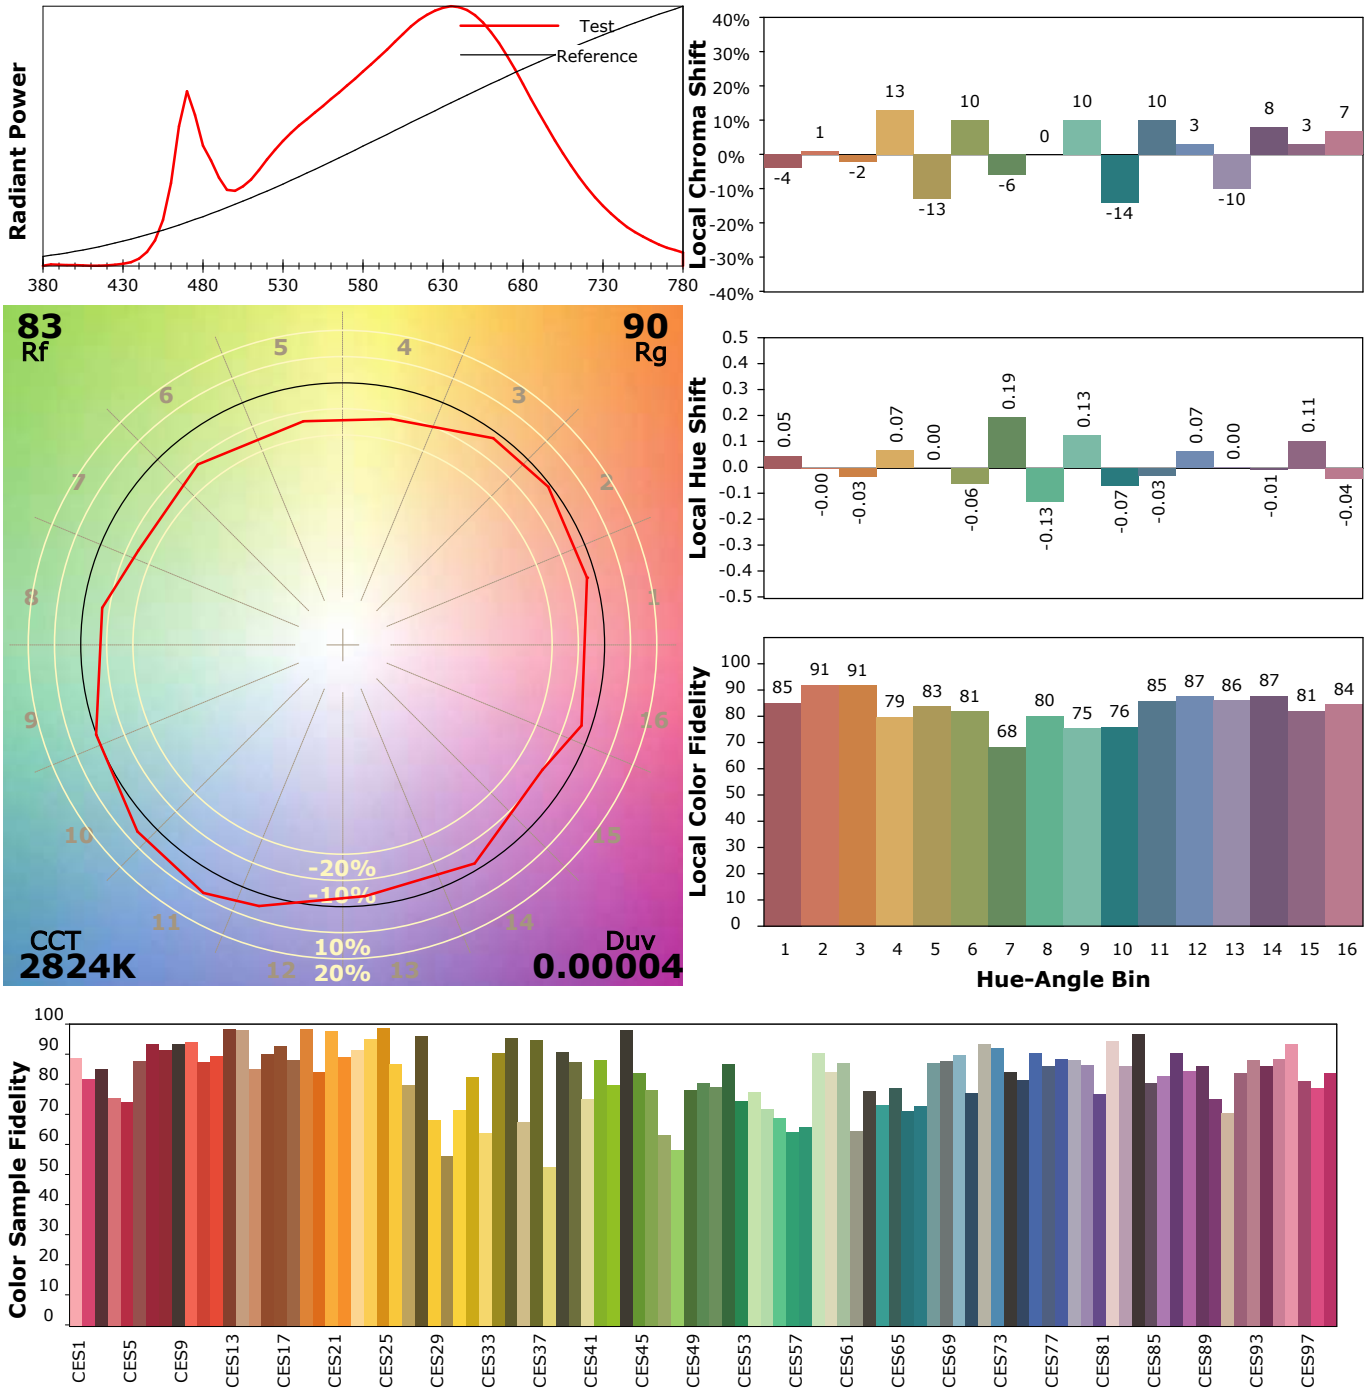 Radiant Power
Test
Reference
380 430 480 530 580 630 680 730 780
Local Chroma Shift
40%
30%
20%
10%
0%
-10%
-20%
-30%
-40%
-4 1 -2 13 -13 10 -6 0 10 -14 10 3 -10 8 3 7
83
Rf
90
Rg
1 2 3 4 5 6 7 8 9 10 11 12 13 14 15 16
-20%
-10%
10%
20%
CCT
2824K
Duv
0.00004
Local Hue Shift
0.5
0.4
0.3
0.2
0.1
0.0
-0.1
-0.2
-0.3
-0.4
-0.5
0.05 -0.00 -0.03 0.07 0.00 -0.06 0.19 -0.13 0.13 -0.07 -0.03 0.07 0.00 -0.01 0.11 -0.04
Local Color Fidelity
100
90
80
70
60
50
40
30
20
10
0
85 91 91 79 83 81 68 80 75 76 85 87 86 87 81 84
1 2 3 4 5 6 7 8 9 10 11 12 13 14 15 16
Hue-Angle Bin
Color Sample Fidelity
100
90
80
70
60
50
40
30
20
10
0
CES1 CES5 CES9 CES13 CES17 CES21 CES25 CES29 CES33 CES37 CES41 CES45 CES49 CES53 CES57 CES61 CES65 CES69 CES73 CES77 CES81 CES85 CES89 CES93 CES97